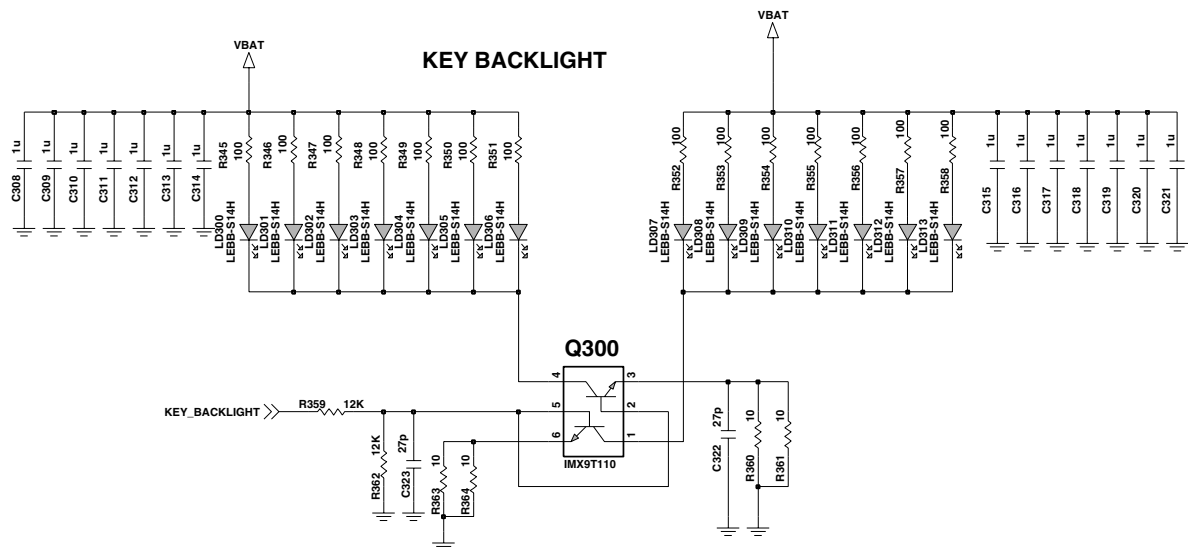 KEY BACKLIGHT
VBAT
VBAT
1u
C308
1u
C309
1u
C310
1u
C311
1u
C312
1u
C313
1u
C314
R345
100
R346
100
R347
100
R348
100
R349
100
R350
100
R351
100
LD300
LEBB-S14H
LD301
LEBB-S14H
LD302
LEBB-S14H
LD303
LEBB-S14H
LD304
LEBB-S14H
LD305
LEBB-S14H
LD306
LEBB-S14H
100
R352
100
R353
100
R354
100
R355
100
R356
100
R357
100
R358
LD307
LEBB-S14H
LD308
LEBB-S14H
LD309
LEBB-S14H
LD310
LEBB-S14H
LD311
LEBB-S14H
LD312
LEBB-S14H
LD313
LEBB-S14H
1u
C315
1u
C316
1u
C317
1u
C318
1u
C319
1u
C320
1u
C321
Q300
4
3
5
2
6
1
IMX9T110
KEY_BACKLIGHT
R359
12K
12K
R362
27p
C323
10
R363
10
R364
27p
C322
10
R360
10
R361